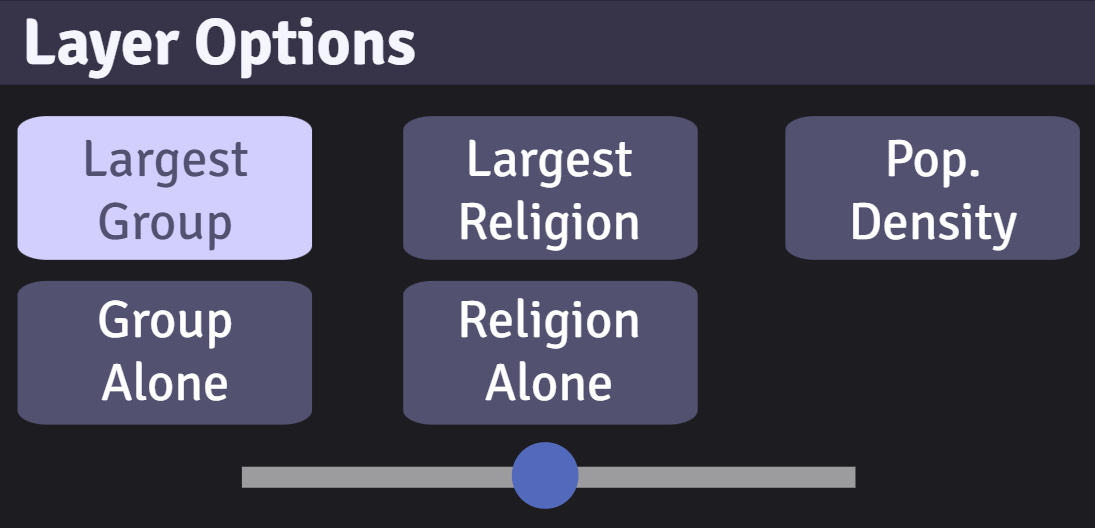 Layer Options
Largest
Group
Largest
Religion
Pop.
Density
Group
Alone
Religion
Alone